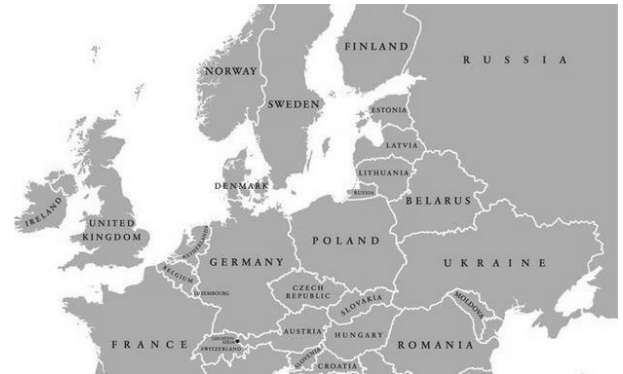 FINLAND
RUSSIA
NORWAY
SWEDEN
ESTONIA
LATVIA
LITHUANIA
DENMARK
RUSSIA
BELARUS
IRELAND
UNITED
KINGDOM
NETHERLANDS
POLAND
GERMANY
UKRAINE
BELGIUM
LUXEMBOURG
CZECH
REPUBLIC
SLOVAKIA
MOLDOVA
AUSTRIA
HUNGARY
FRANCE
SWITZERLAND
ROMANIA
SLOVENIA
CROATIA